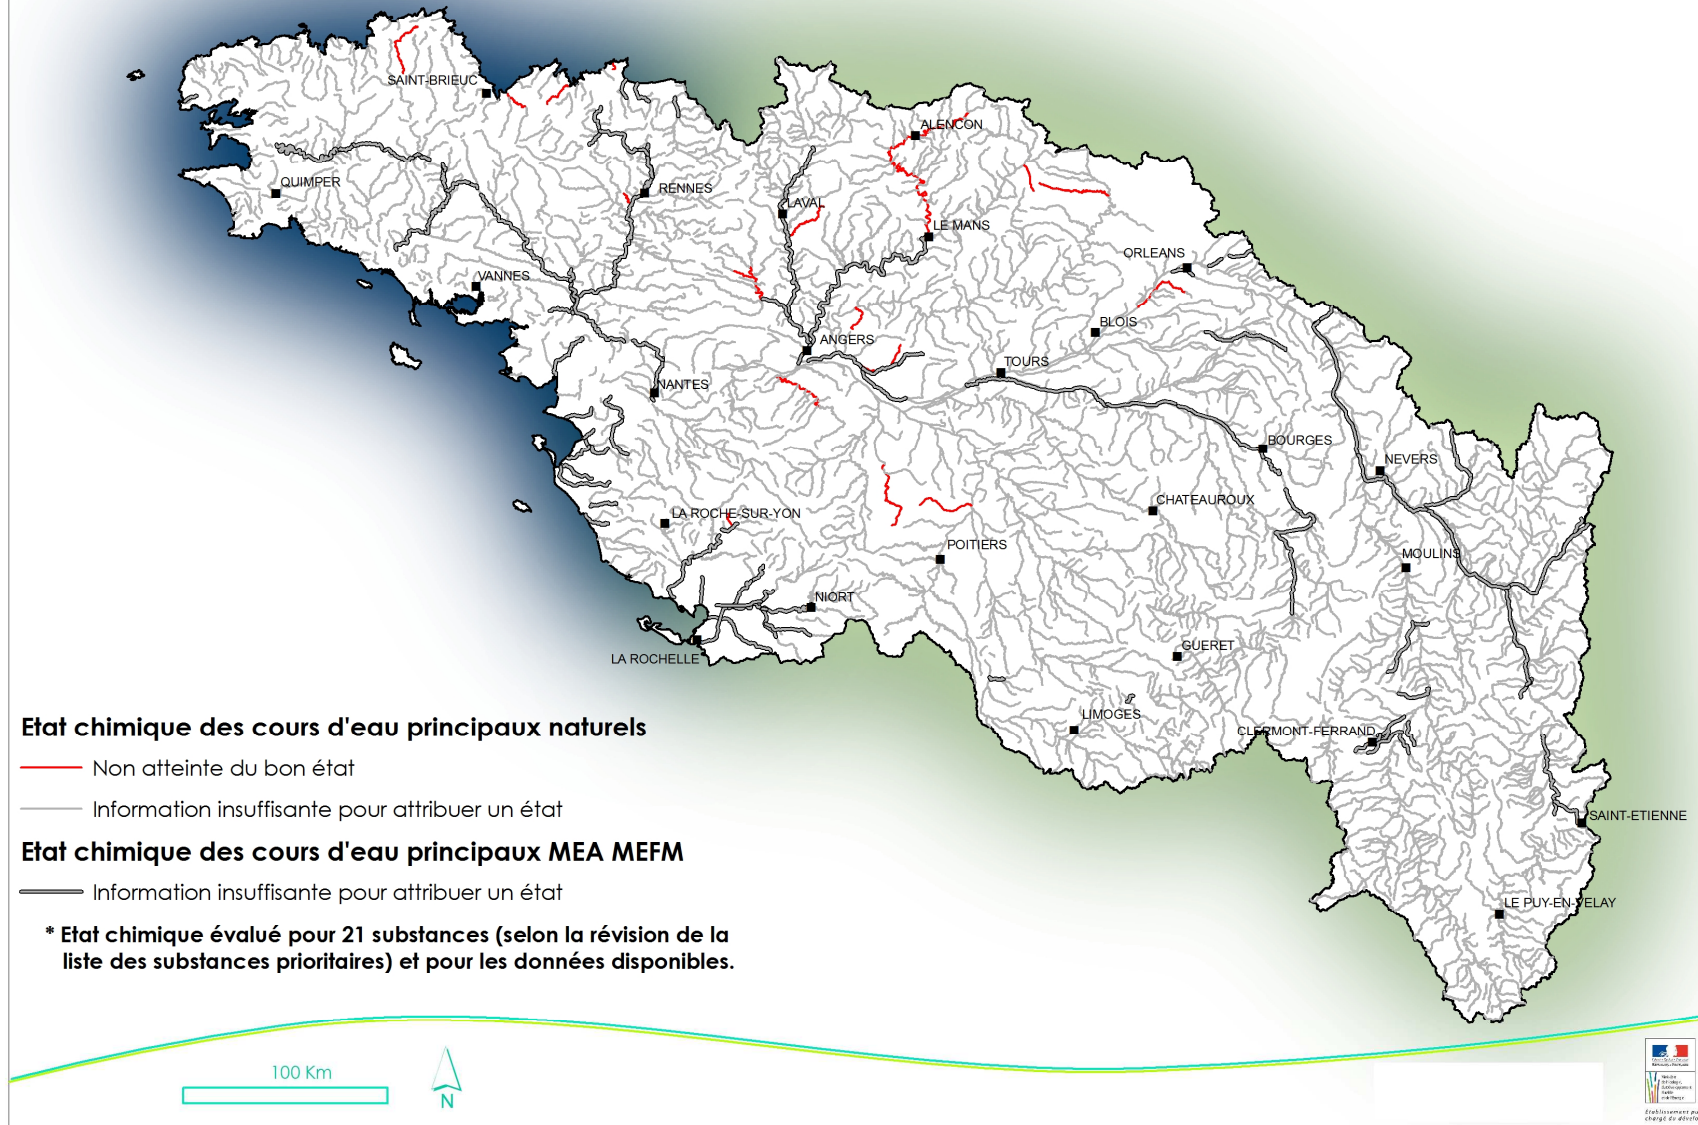 SAINT-BRIEUC
ALENCON
QUIMPER
RENNES
LAVAL
LE MANS
ORLEANS
VANNES
BLOIS
ANGERS
TOURS
NANTES
BOURGES
NEVERS
CHATEAUROUX
LA ROCHE-SUR-YON
POITIERS
MOULINS
NIORT
GUERET
LA ROCHELLE
LIMOGES
CLERMONT-FERRAND
SAINT-ETIENNE
LE PUY-EN-VELAY
Etat chimique des cours d'eau principaux naturels
Non atteinte du bon état
Information insuffisante pour attribuer un état
Etat chimique des cours d'eau principaux MEA MEFM
Information insuffisante pour attribuer un état
* Etat chimique évalué pour 21 substances (selon la révision de la
liste des substances prioritaires) et pour les données disponibles.
100 Km
N